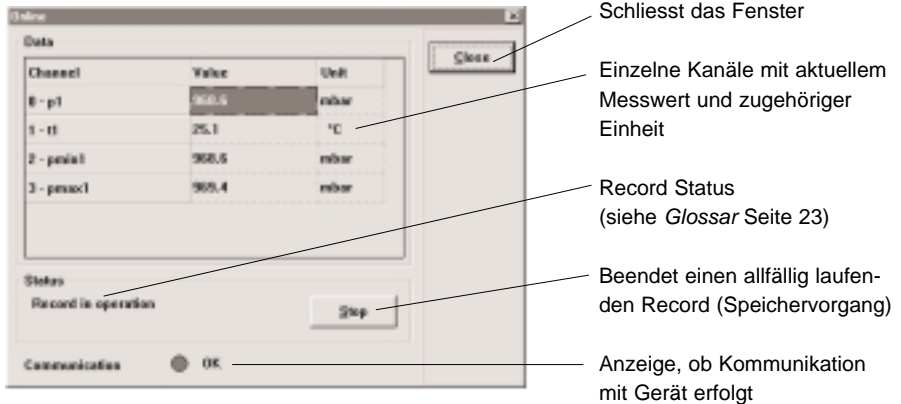 Online
Data
Channel Value Unit
0 - p1 968.6 mbar
1 - t1 25.1 °C
2 - pmin1 968.6 mbar
3 - pmax1 969.4 mbar
Status
Record in operation
Stop
Communication OK
Close
Schliesst das Fenster
Einzelne Kanäle mit aktuellem
Messwert und zugehöriger
Einheit
Record Status
(siehe Glossar Seite 23)
Beendet einen allfällig laufen-
den Record (Speichervorgang)
Anzeige, ob Kommunikation
mit Gerät erfolgt